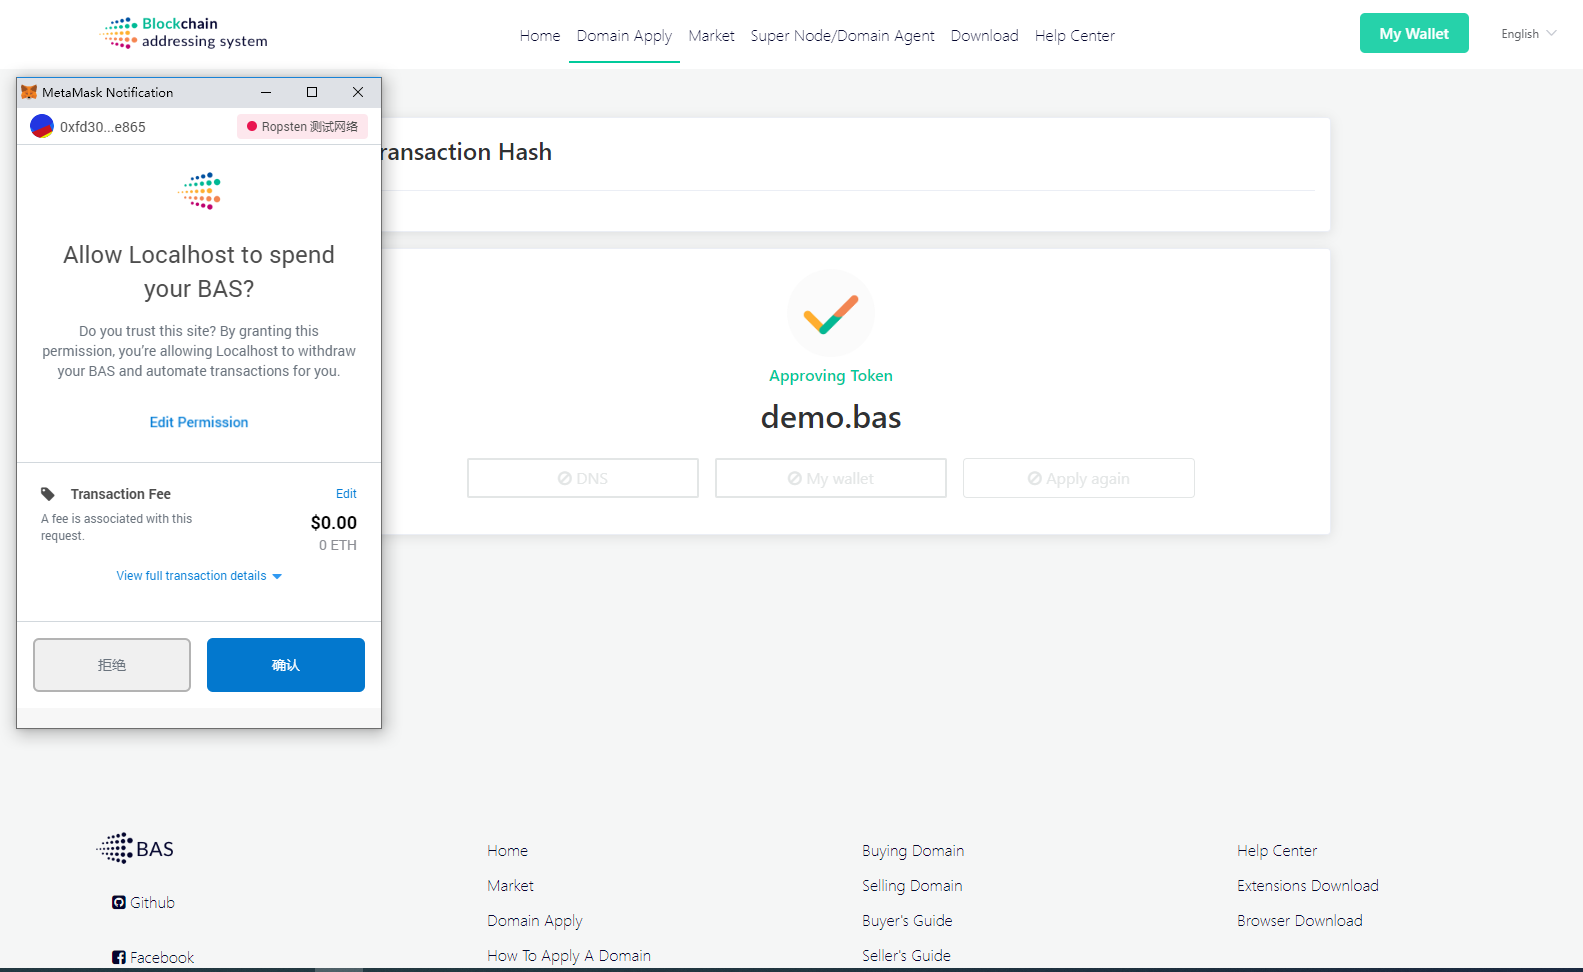 Blockchain
addressing system
Home Domain Apply Market Super Node/Domain Agent Download Help Center
My Wallet
English
MetaMask Notification
0xfd30...e865
Ropsten 测试网络
Allow Localhost to spend
your BAS?
Do you trust this site? By granting this
permission, you're allowing Localhost to withdraw
your BAS and automate transactions for you.
Edit Permission
Transaction Fee
Edit
A fee is associated with this
request.
$0.00
0 ETH
View full transaction details
拒绝
确认
ransaction Hash
Approving Token
demo.bas
DNS
My wallet
Apply again
BAS
Github
Facebook
Home
Market
Domain Apply
How To Apply A Domain
Buying Domain
Selling Domain
Buyer's Guide
Seller's Guide
Help Center
Extensions Download
Browser Download